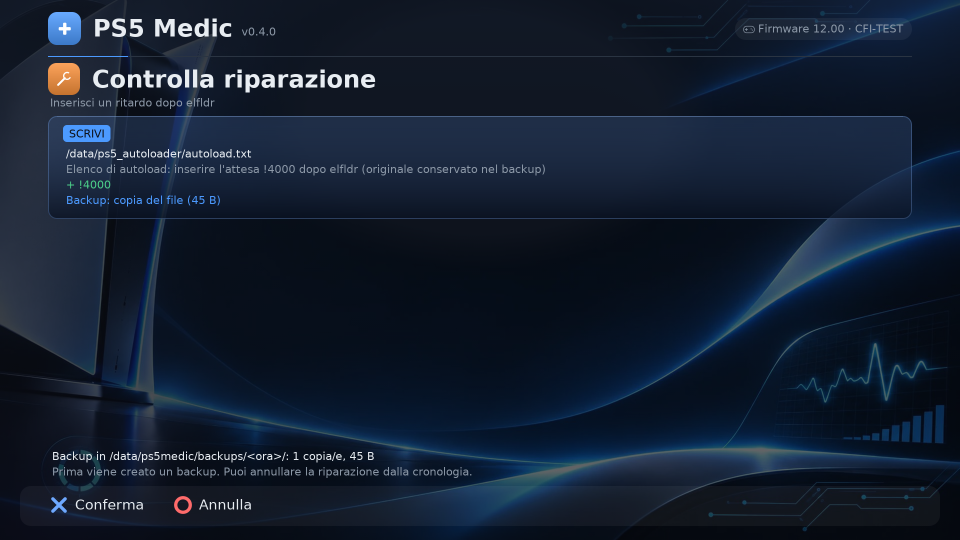 PS5 Medic v0.4.0
Firmware 12.00 · CFI-TEST
Controlla riparazione
Inserisci un ritardo dopo elfldr
SCRIVI
/data/ps5_autoloader/autoload.txt
Elenco di autoload: inserire l'attesa !4000 dopo elfldr (originale conservato nel backup)
+ !4000
Backup: copia del file (45 B)
Backup in /data/ps5medic/backups/<ora>/: 1 copia/e, 45 B
Prima viene creato un backup. Puoi annullare la riparazione dalla cronologia.
Conferma Annulla